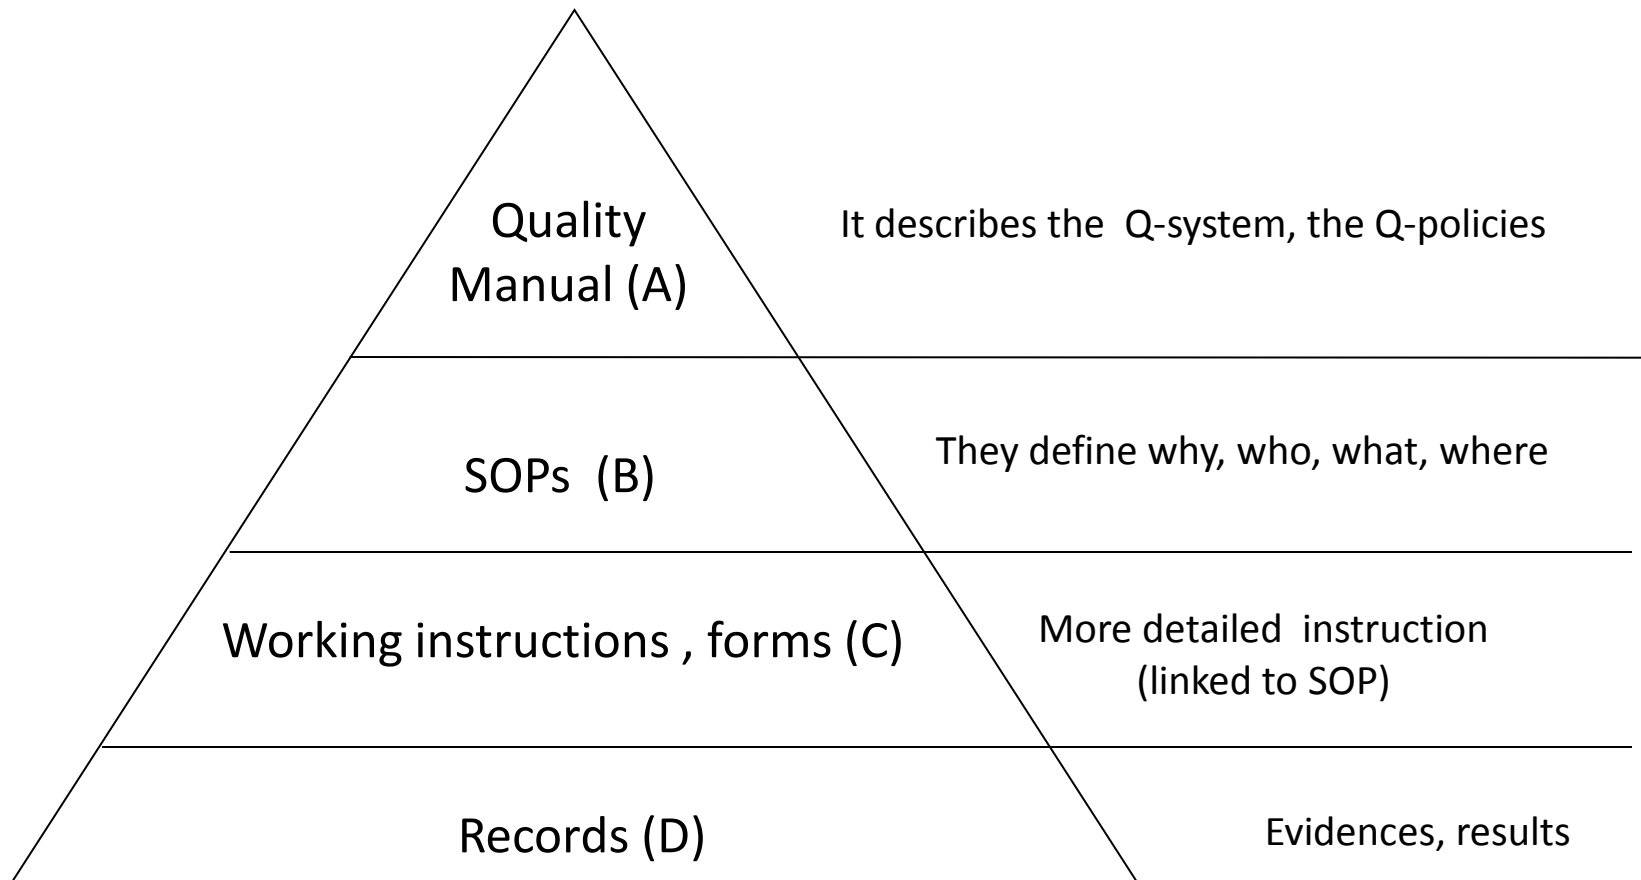 Quality
Manual (A)
It describes the Q-system, the Q-policies
SOPs (B)
They define why, who, what, where
Working instructions , forms (C)
More detailed instruction
(linked to SOP)
Records (D)
Evidences, results